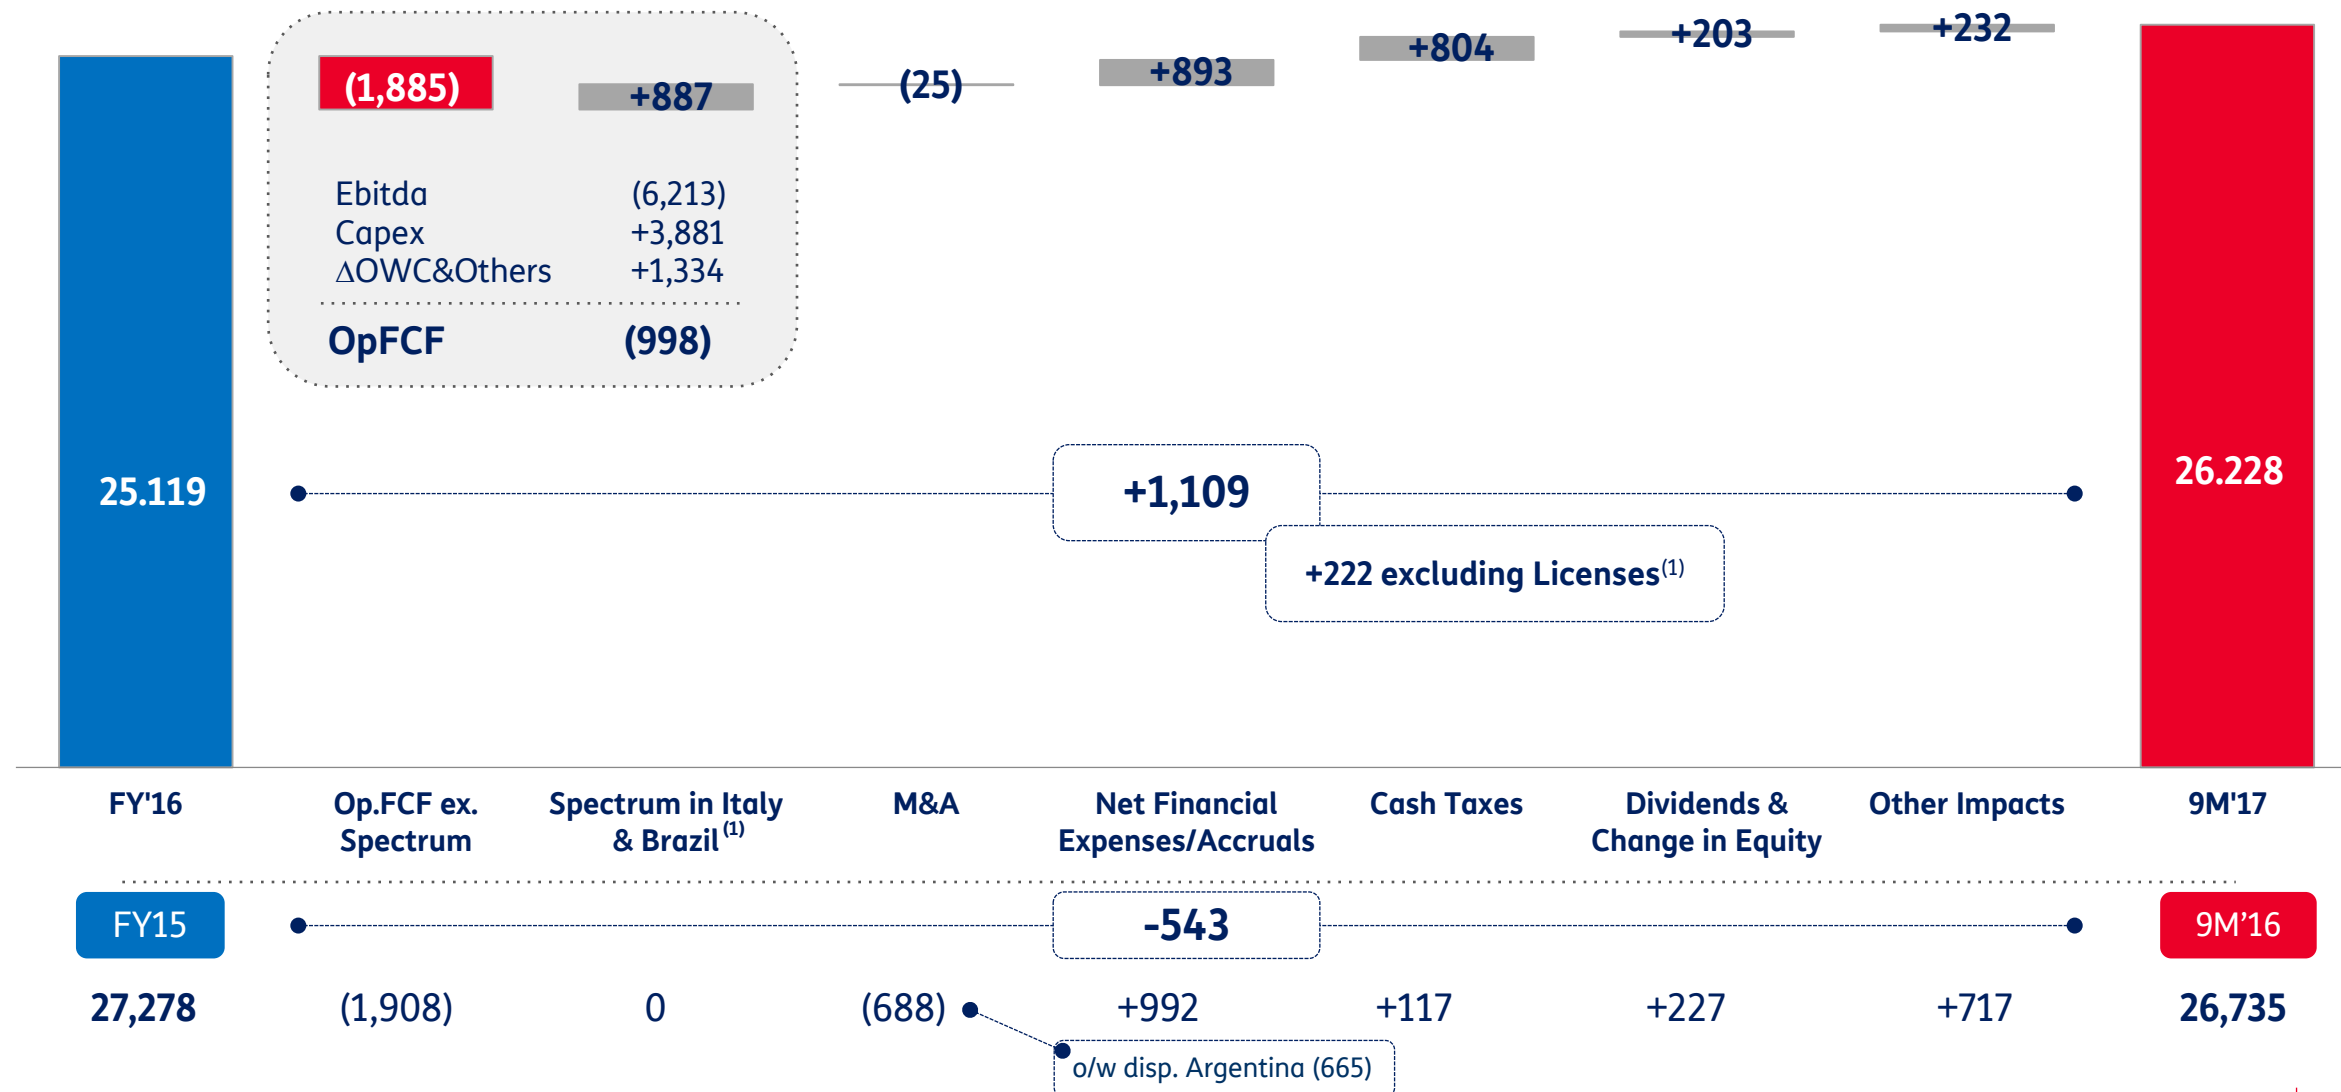 (1,885)
+887
(25)
+893
+804
+203
+232
Ebitda (6,213)
Capex +3,881
ΔOWC&Others +1,334
OpFCF (998)
25.119
+1,109
26.228
+222 excluding Licenses(1)
FY'16
Op.FCF ex.
Spectrum
Spectrum in Italy
& Brazil (1)
M&A
Net Financial
Expenses/Accruals
Cash Taxes
Dividends &
Change in Equity
Other Impacts
9M'17
FY15
-543
9M’16
27,278 (1,908) 0 (688) +992 +117 +227 +717 26,735
o/w disp. Argentina (665)